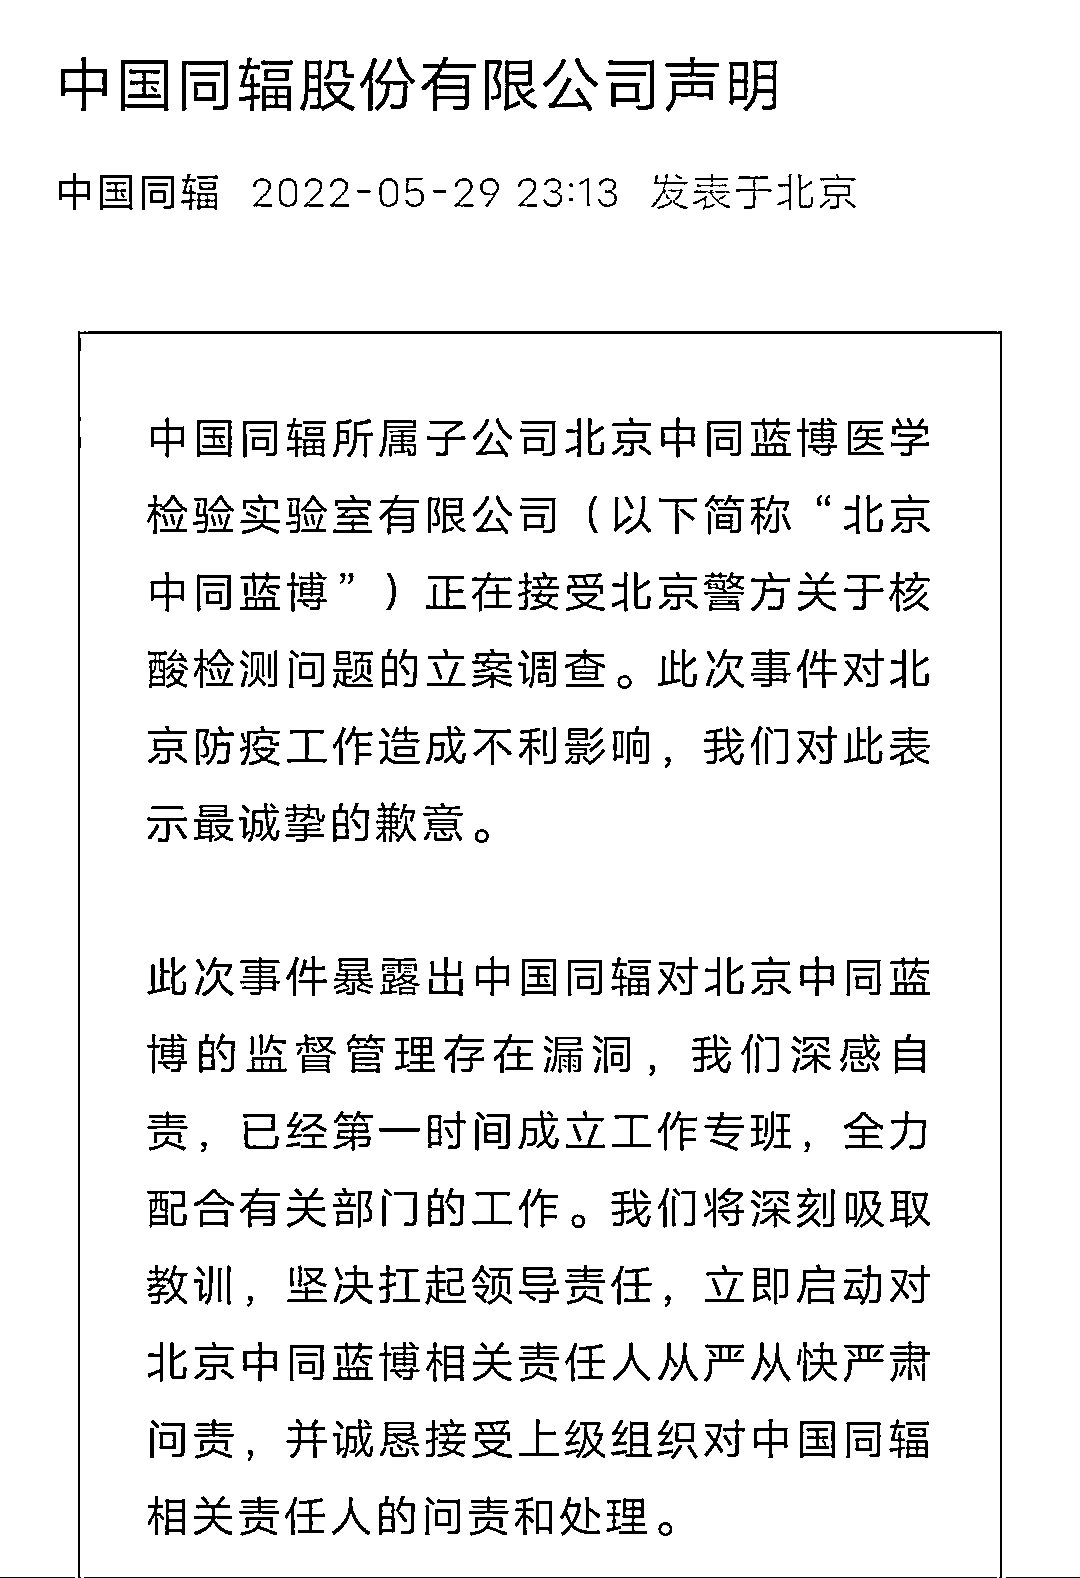 中国同辐股份有限公司声明
中国同辐 2022-05-29 23:13 发表于北京
中国同辐所属子公司北京中同蓝博医学
检验实验室有限公司（以下简称“北京
中同蓝博”）正在接受北京警方关于核
酸检测问题的立案调查。此次事件对北
京防疫工作造成不利影响，我们对此表
示最诚挚的歉意。
此次事件暴露出中国同辐对北京中同蓝
博的监督管理存在漏洞，我们深感自
责，已经第一时间成立工作专班，全力
配合有关部门的工作。我们将深刻吸取
教训，坚决扛起领导责任，立即启动对
北京中同蓝博相关责任人从严从快严肃
问责，并诚恳接受上级组织对中国同辐
相关责任人的问责和处理。